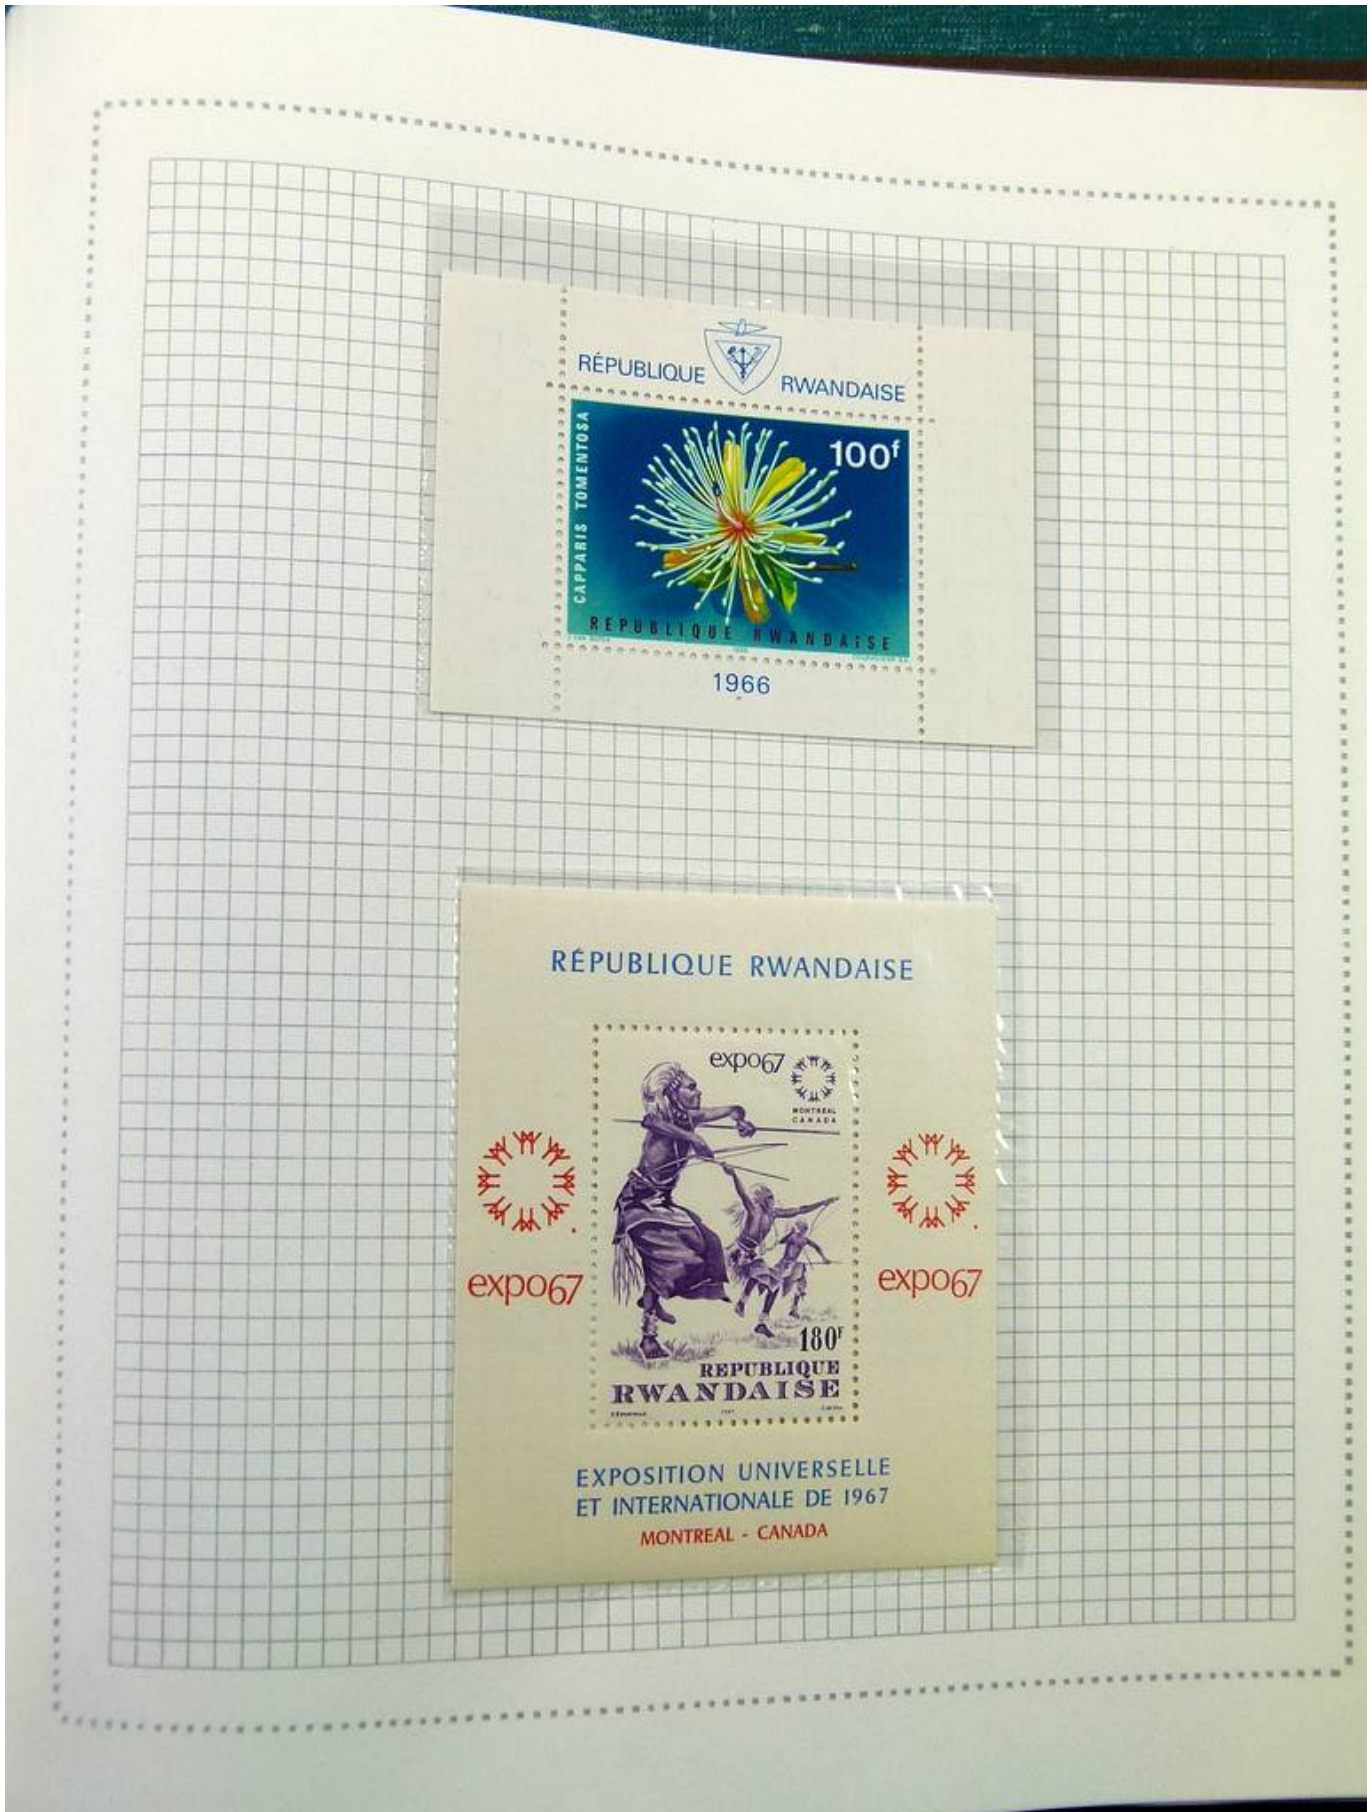 RÉPUBLIQUE RWANDAISE
CAPPARIS TOMENTOSA
100f
REPUBLIQUE RWANDAISE
1966
RÉPUBLIQUE RWANDAISE
expo67
MONTREAL
CANADA
expo67
expo67
180F
REPUBLIQUE
RWANDAISE
EXPOSITION UNIVERSELLE
ET INTERNATIONALE DE 1967
MONTREAL - CANADA